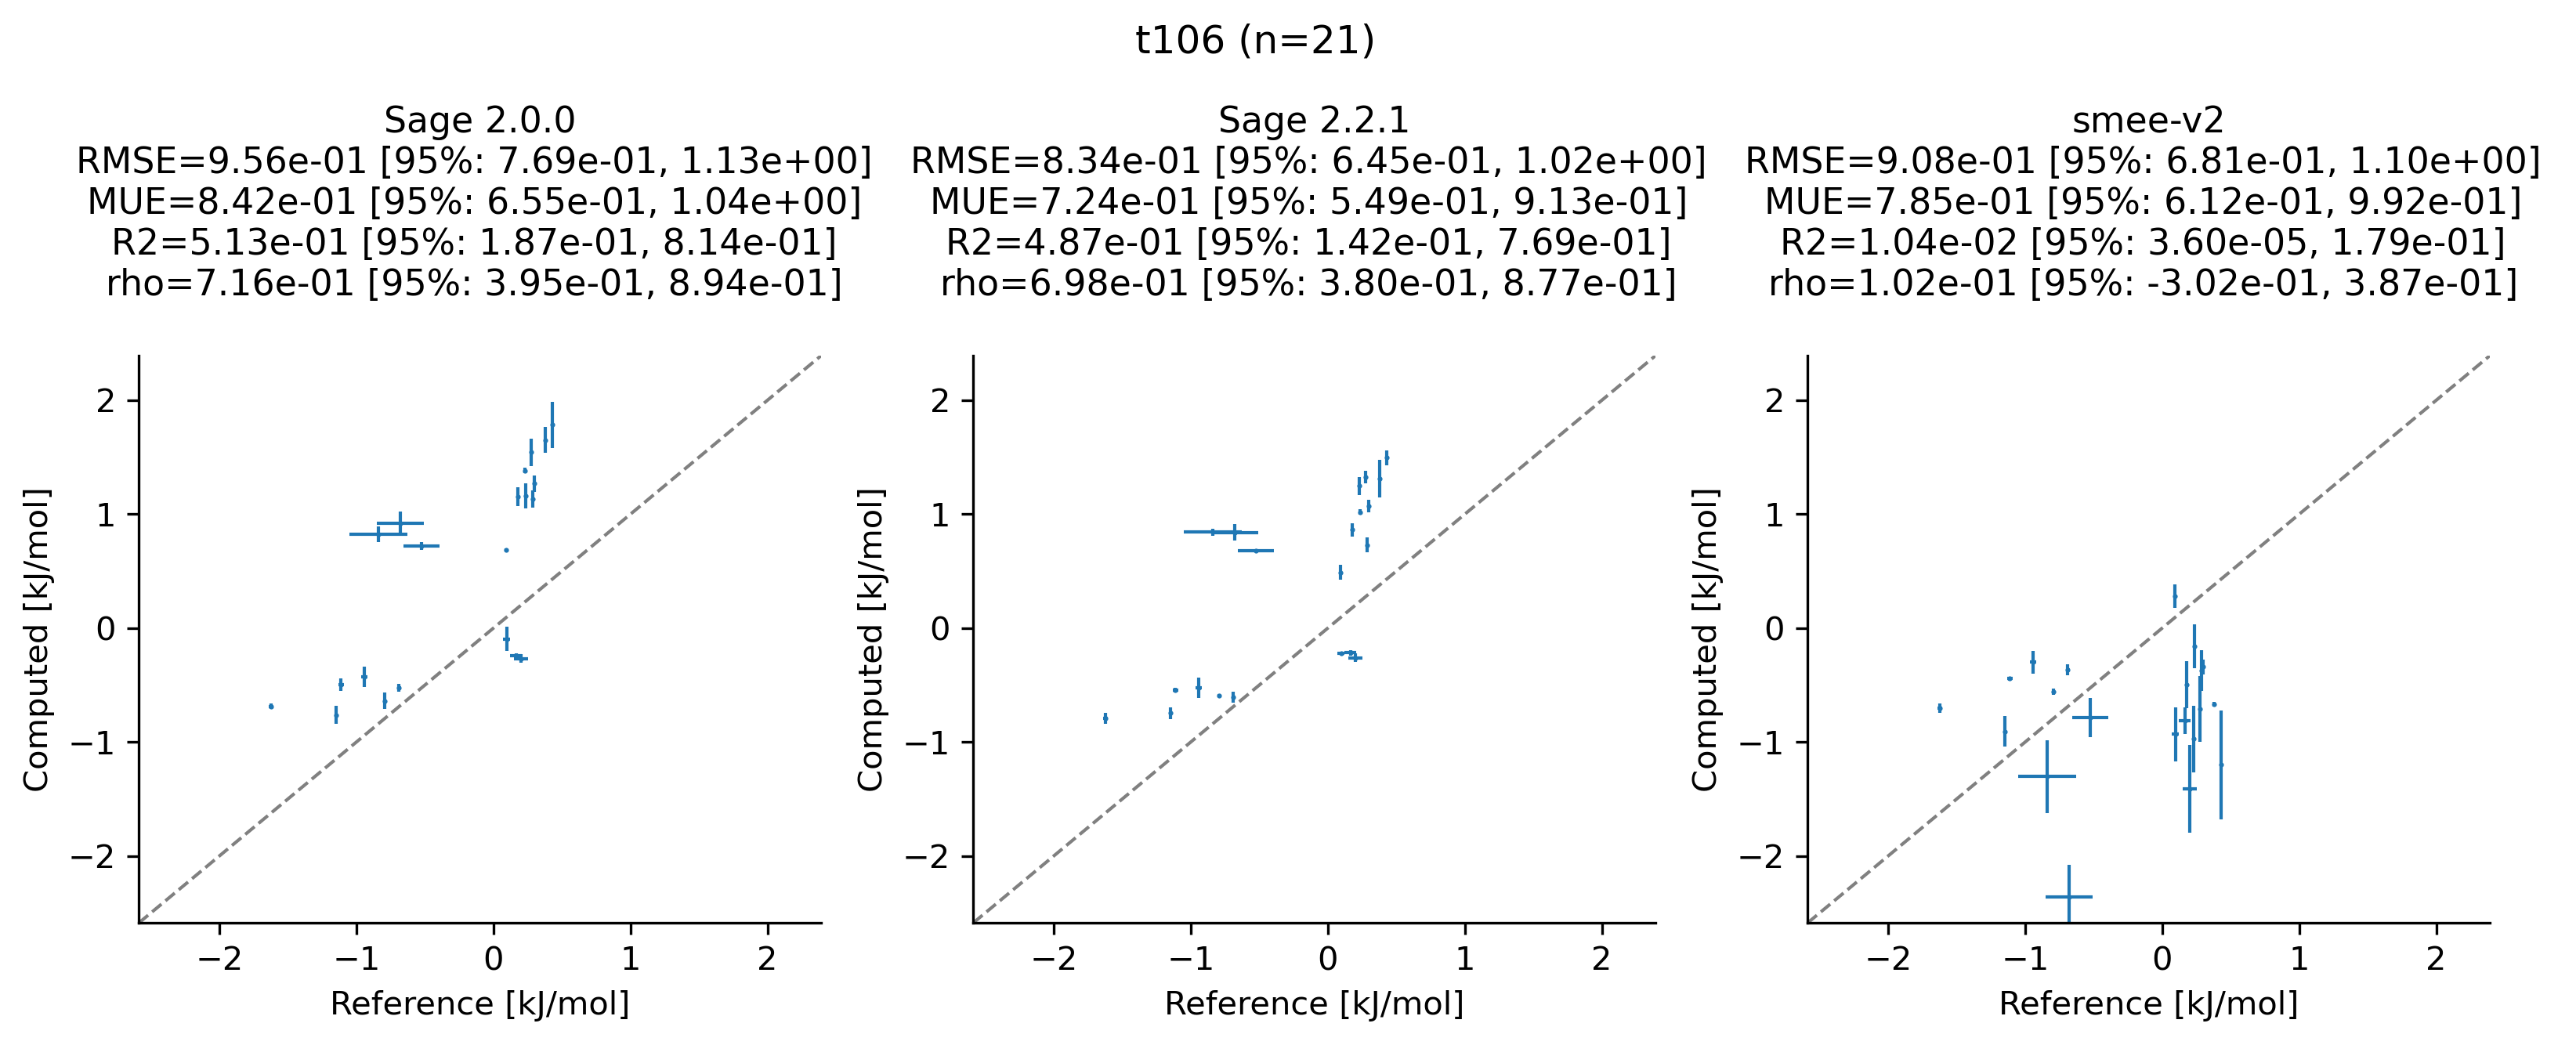 t106 (n=21)
Sage 2.0.0
RMSE=9.56e-01 [95%: 7.69e-01, 1.13e+00]
MUE=8.42e-01 [95%: 6.55e-01, 1.04e+00]
R2=5.13e-01 [95%: 1.87e-01, 8.14e-01]
rho=7.16e-01 [95%: 3.95e-01, 8.94e-01]
2
1
0
−1
−2
Computed [kJ/mol]
−2
−1
0
1
2
Reference [kJ/mol]
Sage 2.2.1
RMSE=8.34e-01 [95%: 6.45e-01, 1.02e+00]
MUE=7.24e-01 [95%: 5.49e-01, 9.13e-01]
R2=4.87e-01 [95%: 1.42e-01, 7.69e-01]
rho=6.98e-01 [95%: 3.80e-01, 8.77e-01]
2
1
0
−1
−2
Computed [kJ/mol]
−2
−1
0
1
2
Reference [kJ/mol]
smee-v2
RMSE=9.08e-01 [95%: 6.81e-01, 1.10e+00]
MUE=7.85e-01 [95%: 6.12e-01, 9.92e-01]
R2=1.04e-02 [95%: 3.60e-05, 1.79e-01]
rho=1.02e-01 [95%: -3.02e-01, 3.87e-01]
2
1
0
−1
−2
Computed [kJ/mol]
−2
−1
0
1
2
Reference [kJ/mol]